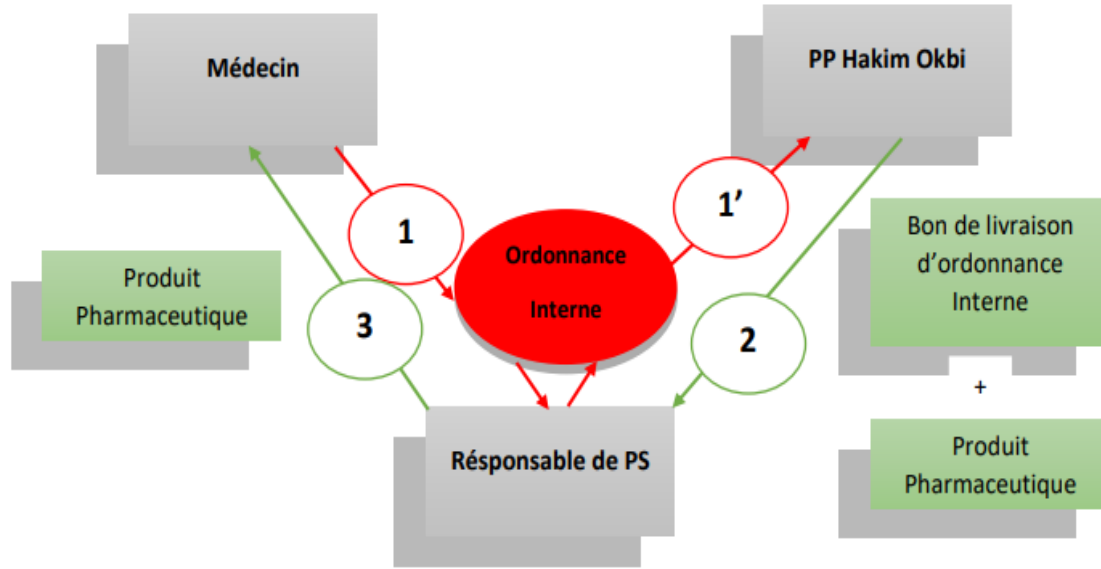 Médecin
PP Hakim Okbi
1
1’
Ordonnance
Interne
Bon de livraison
d’ordonnance
Interne
Produit
Pharmaceutique
3
2
+
Résponsable de PS
Produit
Pharmaceutique